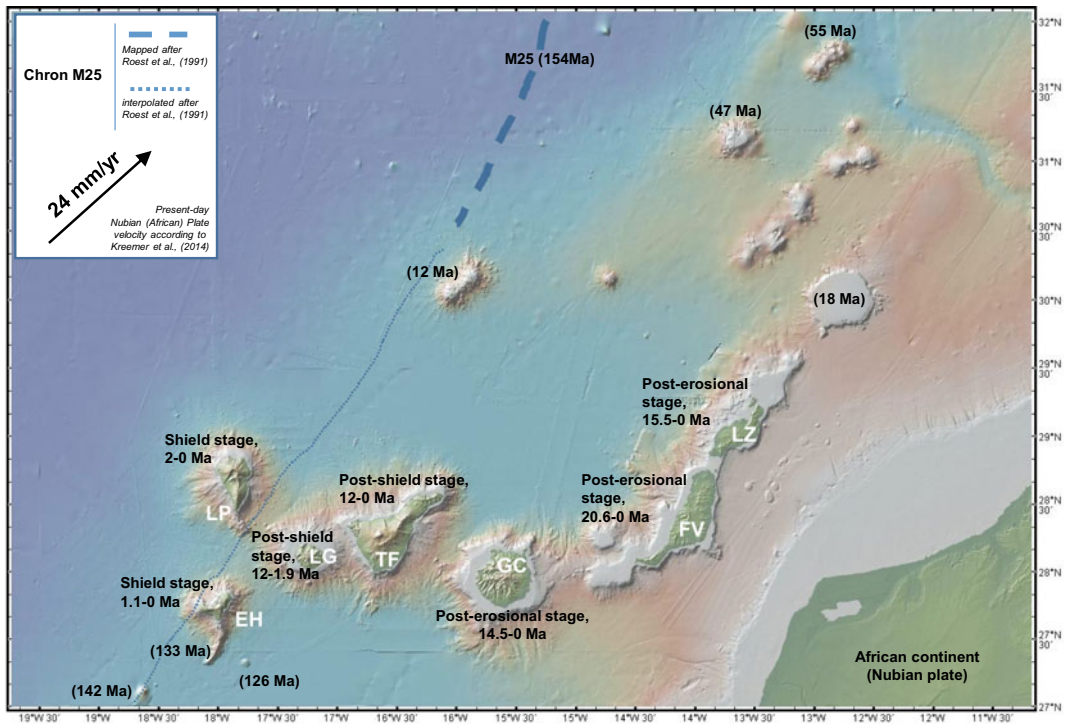 Chron M25
Mapped after
Roest et al., (1991)
interpolated after
Roest et al., (1991)
24 mm/yr
Present-day
Nubian (African) Plate
velocity according to
Kreemer et al., (2014)
M25 (154Ma)
(55 Ma)
(47 Ma)
(12 Ma)
(18 Ma)
Post-erosional
stage,
15.5-0 Ma
LZ
Shield stage,
2-0 Ma
LP
Post-shield stage,
12-0 Ma
TF
Post-erosional
stage,
20.6-0 Ma
FV
Post-shield
stage,
12-1.9 Ma
LG
GC
Post-erosional stage,
14.5-0 Ma
Shield stage,
1.1-0 Ma
EH
(133 Ma)
(126 Ma)
(142 Ma)
African continent
(Nubian plate)
32°N
31°N
30´
31°N
30°N
30´
30°N
29°N
30´
29°N
28°N
30´
28°N
27°N
30´
27°N
19°W 30´
19°W
18°W 30´
18°W
17°W 30´
17°W
16°W 30´
16°W
15°W 30´
15°W
14°W 30´
14°W
13°W 30´
13°W
12°W 30´
12°W
11°W 30´